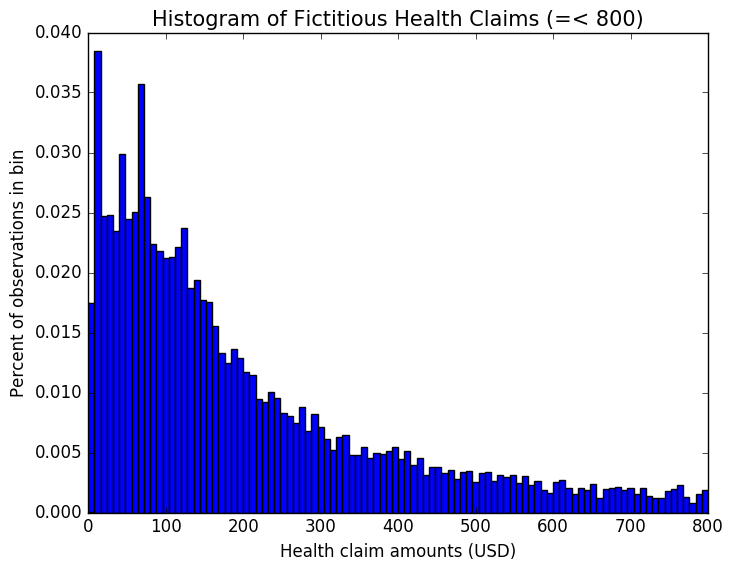 Histogram of Fictitious Health Claims (=< 800)
0.040
0.035
0.030
0.025
0.020
0.015
0.010
0.005
0.000
Percent of observations in bin
0 100 200 300 400 500 600 700 800
Health claim amounts (USD)